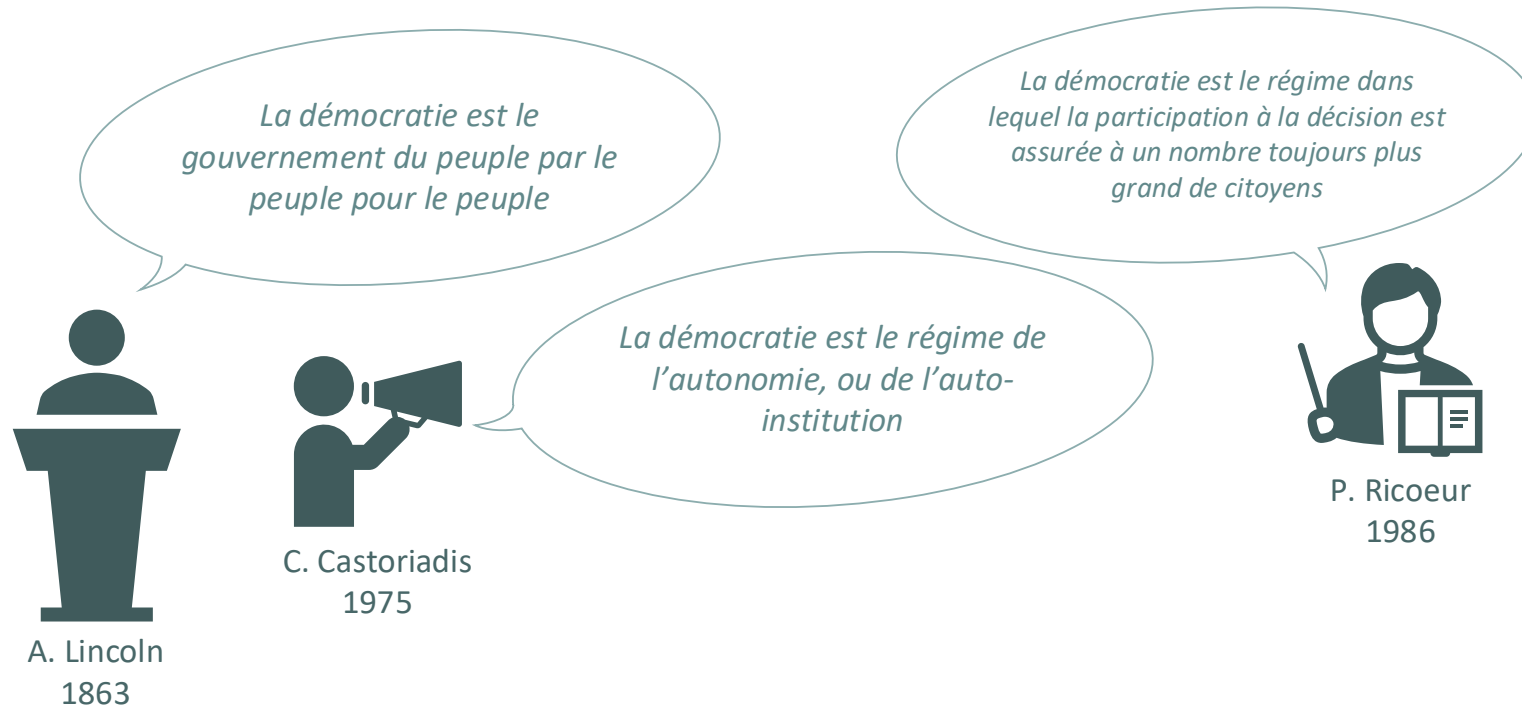 La démocratie est le
gouvernement du peuple par le
peuple pour le peuple
A. Lincoln
1863
La démocratie est le régime de
l’autonomie, ou de l’auto-
institution
C. Castoriadis
1975
La démocratie est le régime dans
lequel la participation à la décision est
assurée à un nombre toujours plus
grand de citoyens
P. Ricoeur
1986